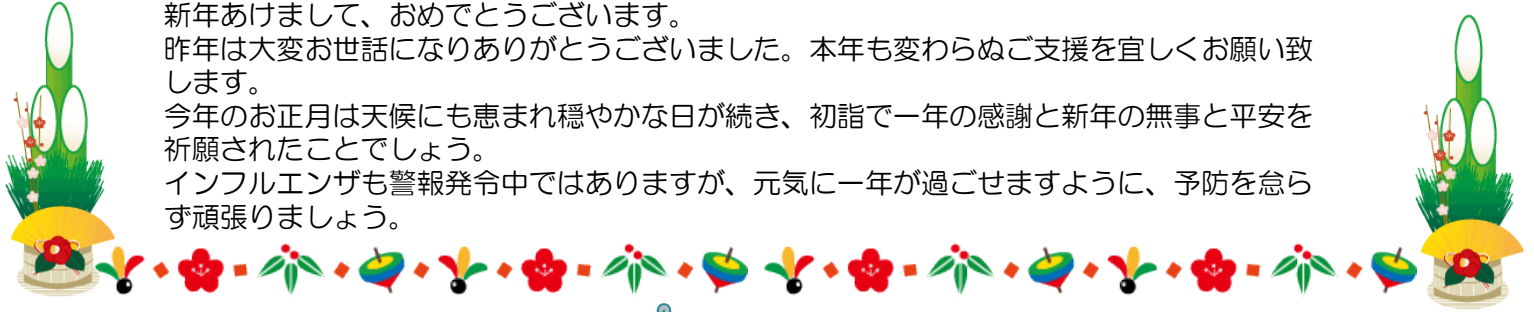 新年あけまして、おめでとうございます。
昨年は大変お世話になりありがとうございました。本年も変わらぬご支援を宜しくお願い致
します。
今年のお正月は天候にも恵まれ穏やかな日が続き、初詣で一年の感謝と新年の無事と平安を
祈願されたことでしょう。
インフルエンザも警報発令中ではありますが、元気に一年が過ごせますように、予防を怠ら
ず頑張りましょう。